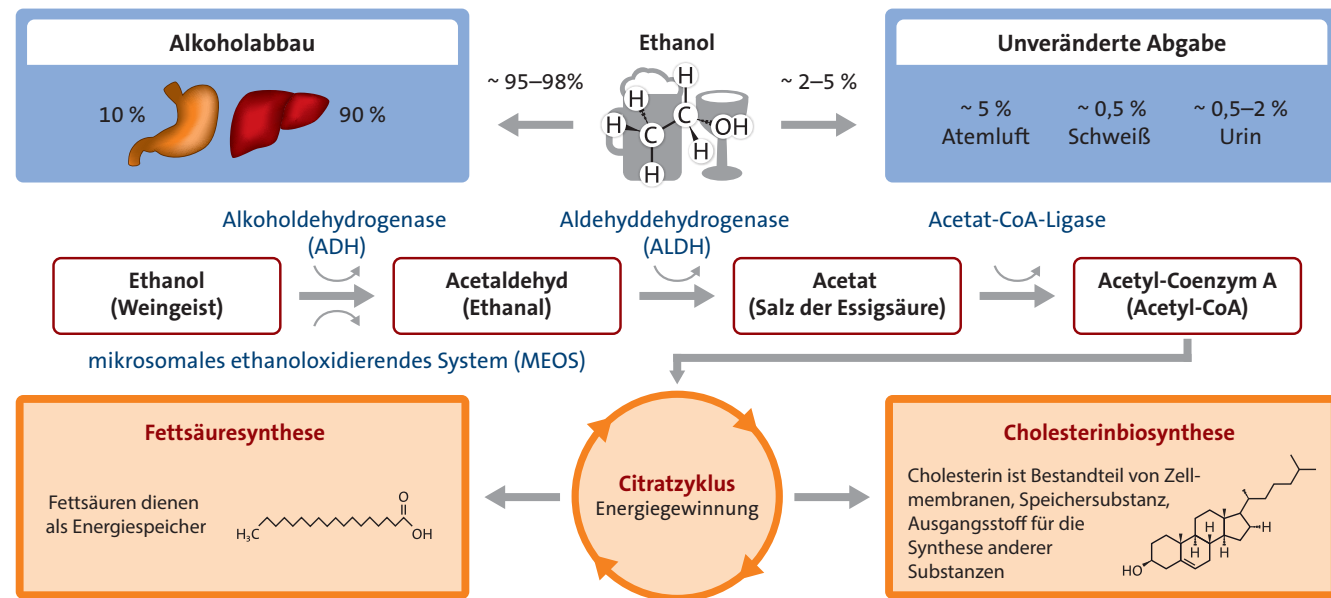 Alkoholabbau
10 %
90 %
~ 95–98%
Ethanol
H
H
H
C
C
OH
H
H
~ 2–5 %
Unveränderte Abgabe
~ 5 %
Atemluft
~ 0,5 %
Schweiß
~ 0,5–2 %
Urin
Alkoholdehydrogenase
(ADH)
Aldehyddehydrogenase
(ALDH)
Acetat-CoA-Ligase
Ethanol
(Weingeist)
Acetaldehyd
(Ethanal)
Acetat
(Salz der Essigsäure)
Acetyl-Coenzym A
(Acetyl-CoA)
mikrosomales ethanoloxidierendes System (MEOS)
Fettsäuresynthese
Fettsäuren dienen
als Energiespeicher
H₃C
O
OH
Citratzyklus
Energiegewinnung
Cholesterinbiosynthese
Cholesterin ist Bestandteil von Zell-
membranen, Speichersubstanz,
Ausgangsstoff für die
Synthese anderer
Substanzen
H
H
H
H
HO